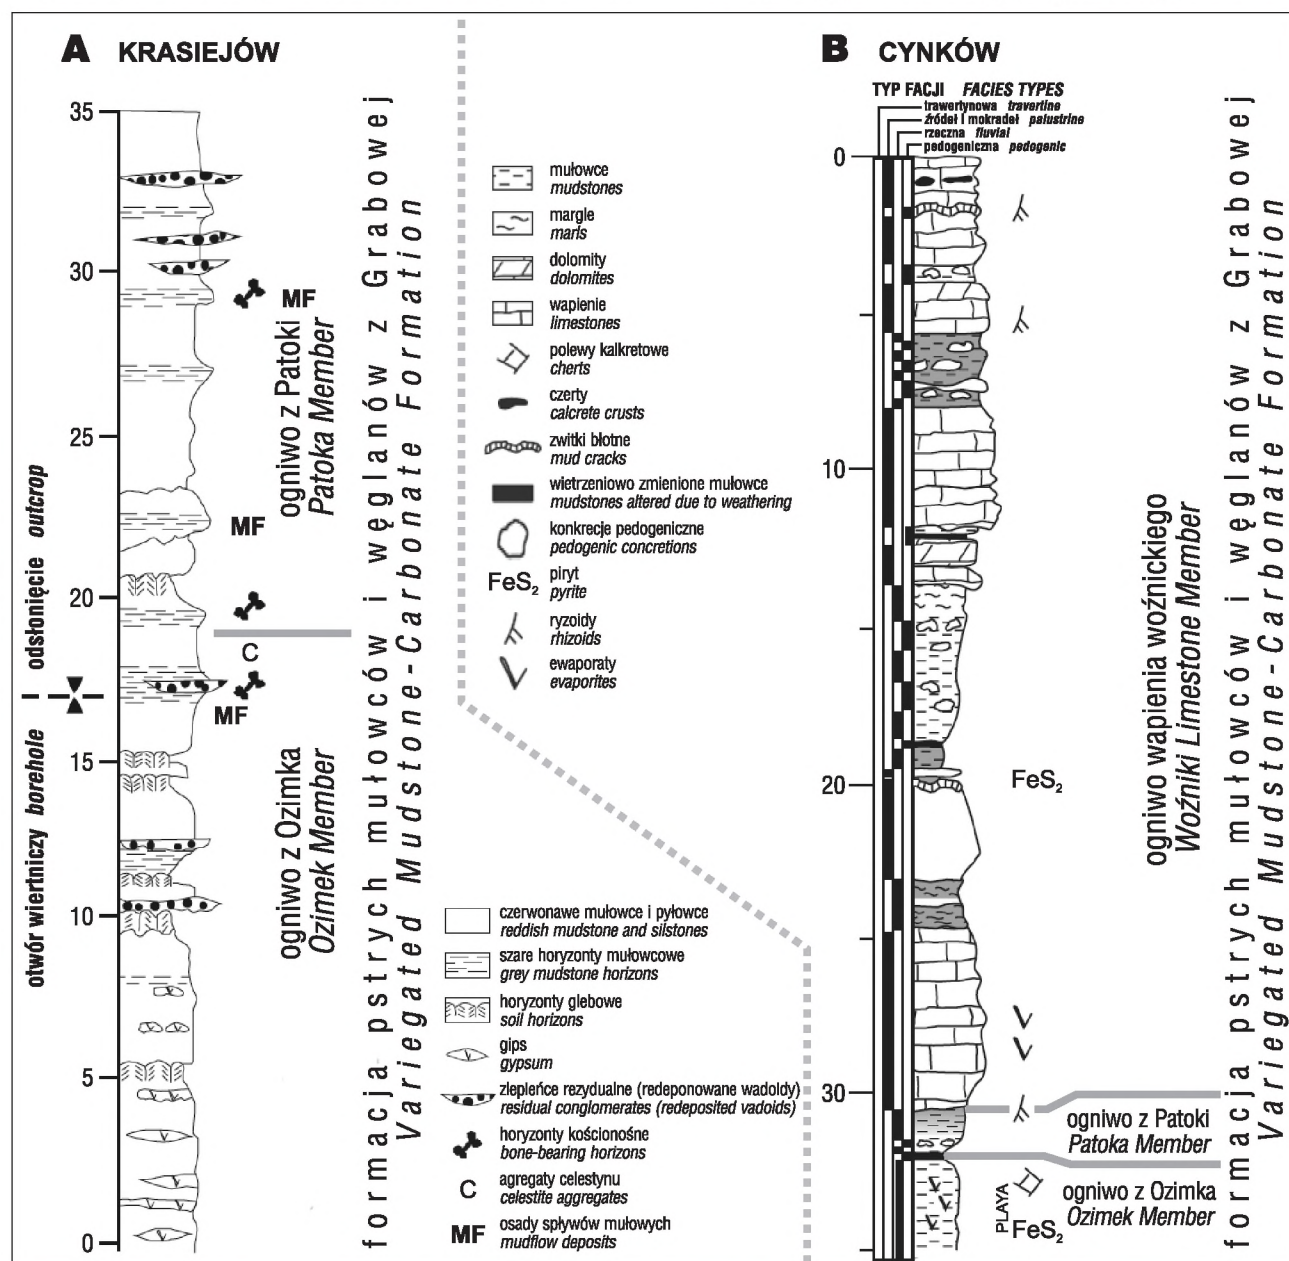 A KRASIEJÓW
35
30
25
20
15
10
5
0
odsłonięcie outcrop
otwór wiertniczy borehole
MF
MF
C
MF
ogniwo z Patoki
Patoka Member
ogniwo z Ozimka
Ozimek Member
formacja pstrych mułowców i węglanów z Grabowej
Variegated Mudstone-Carbonate Formation
mułowce
mudstones
margle
marls
dolomity
dolomites
wapienie
limestones
polewy kalkretowe
cherts
czerty
calcrete crusts
zwitki błotne
mud cracks
wietrzeniowo zmienione mułowce
mudstones altered due to weathering
konkrecje pedogeniczne
pedogenic concretions
FeS2 piryt
pyrite
ryzoidy
rhizoids
ewaporaty
evaporites
czerwonawe mułowce i pyłowce
reddish mudstone and silstones
szare horyzonty mułowcowe
grey mudstone horizons
horyzonty glebowe
soil horizons
gips
gypsum
zlepieńce rezydualne (redeponowane wadoldy)
residual conglomerates (redeposited vadoids)
horyzonty kościonośne
bone-bearing horizons
C agregaty celestynu
celestite aggregates
MF osady spływów mułowych
mudflow deposits
B CYNKÓW
TYP FACJI FACIES TYPES
trawertynowa travertine
źródeł i mokradeł palustrine
rzeczna fluvial
pedogeniczna pedogenic
0
10
20
30
FeS2
PLAYA
FeS2
ogniwo wapienia woźnickiego
Woźniki Limestone Member
ogniwo z Patoki
Patoka Member
ogniwo z Ozimka
Ozimek Member
formacja pstrych mułowców i węglanów z Grabowej
Variegated Mudstone-Carbonate Formation